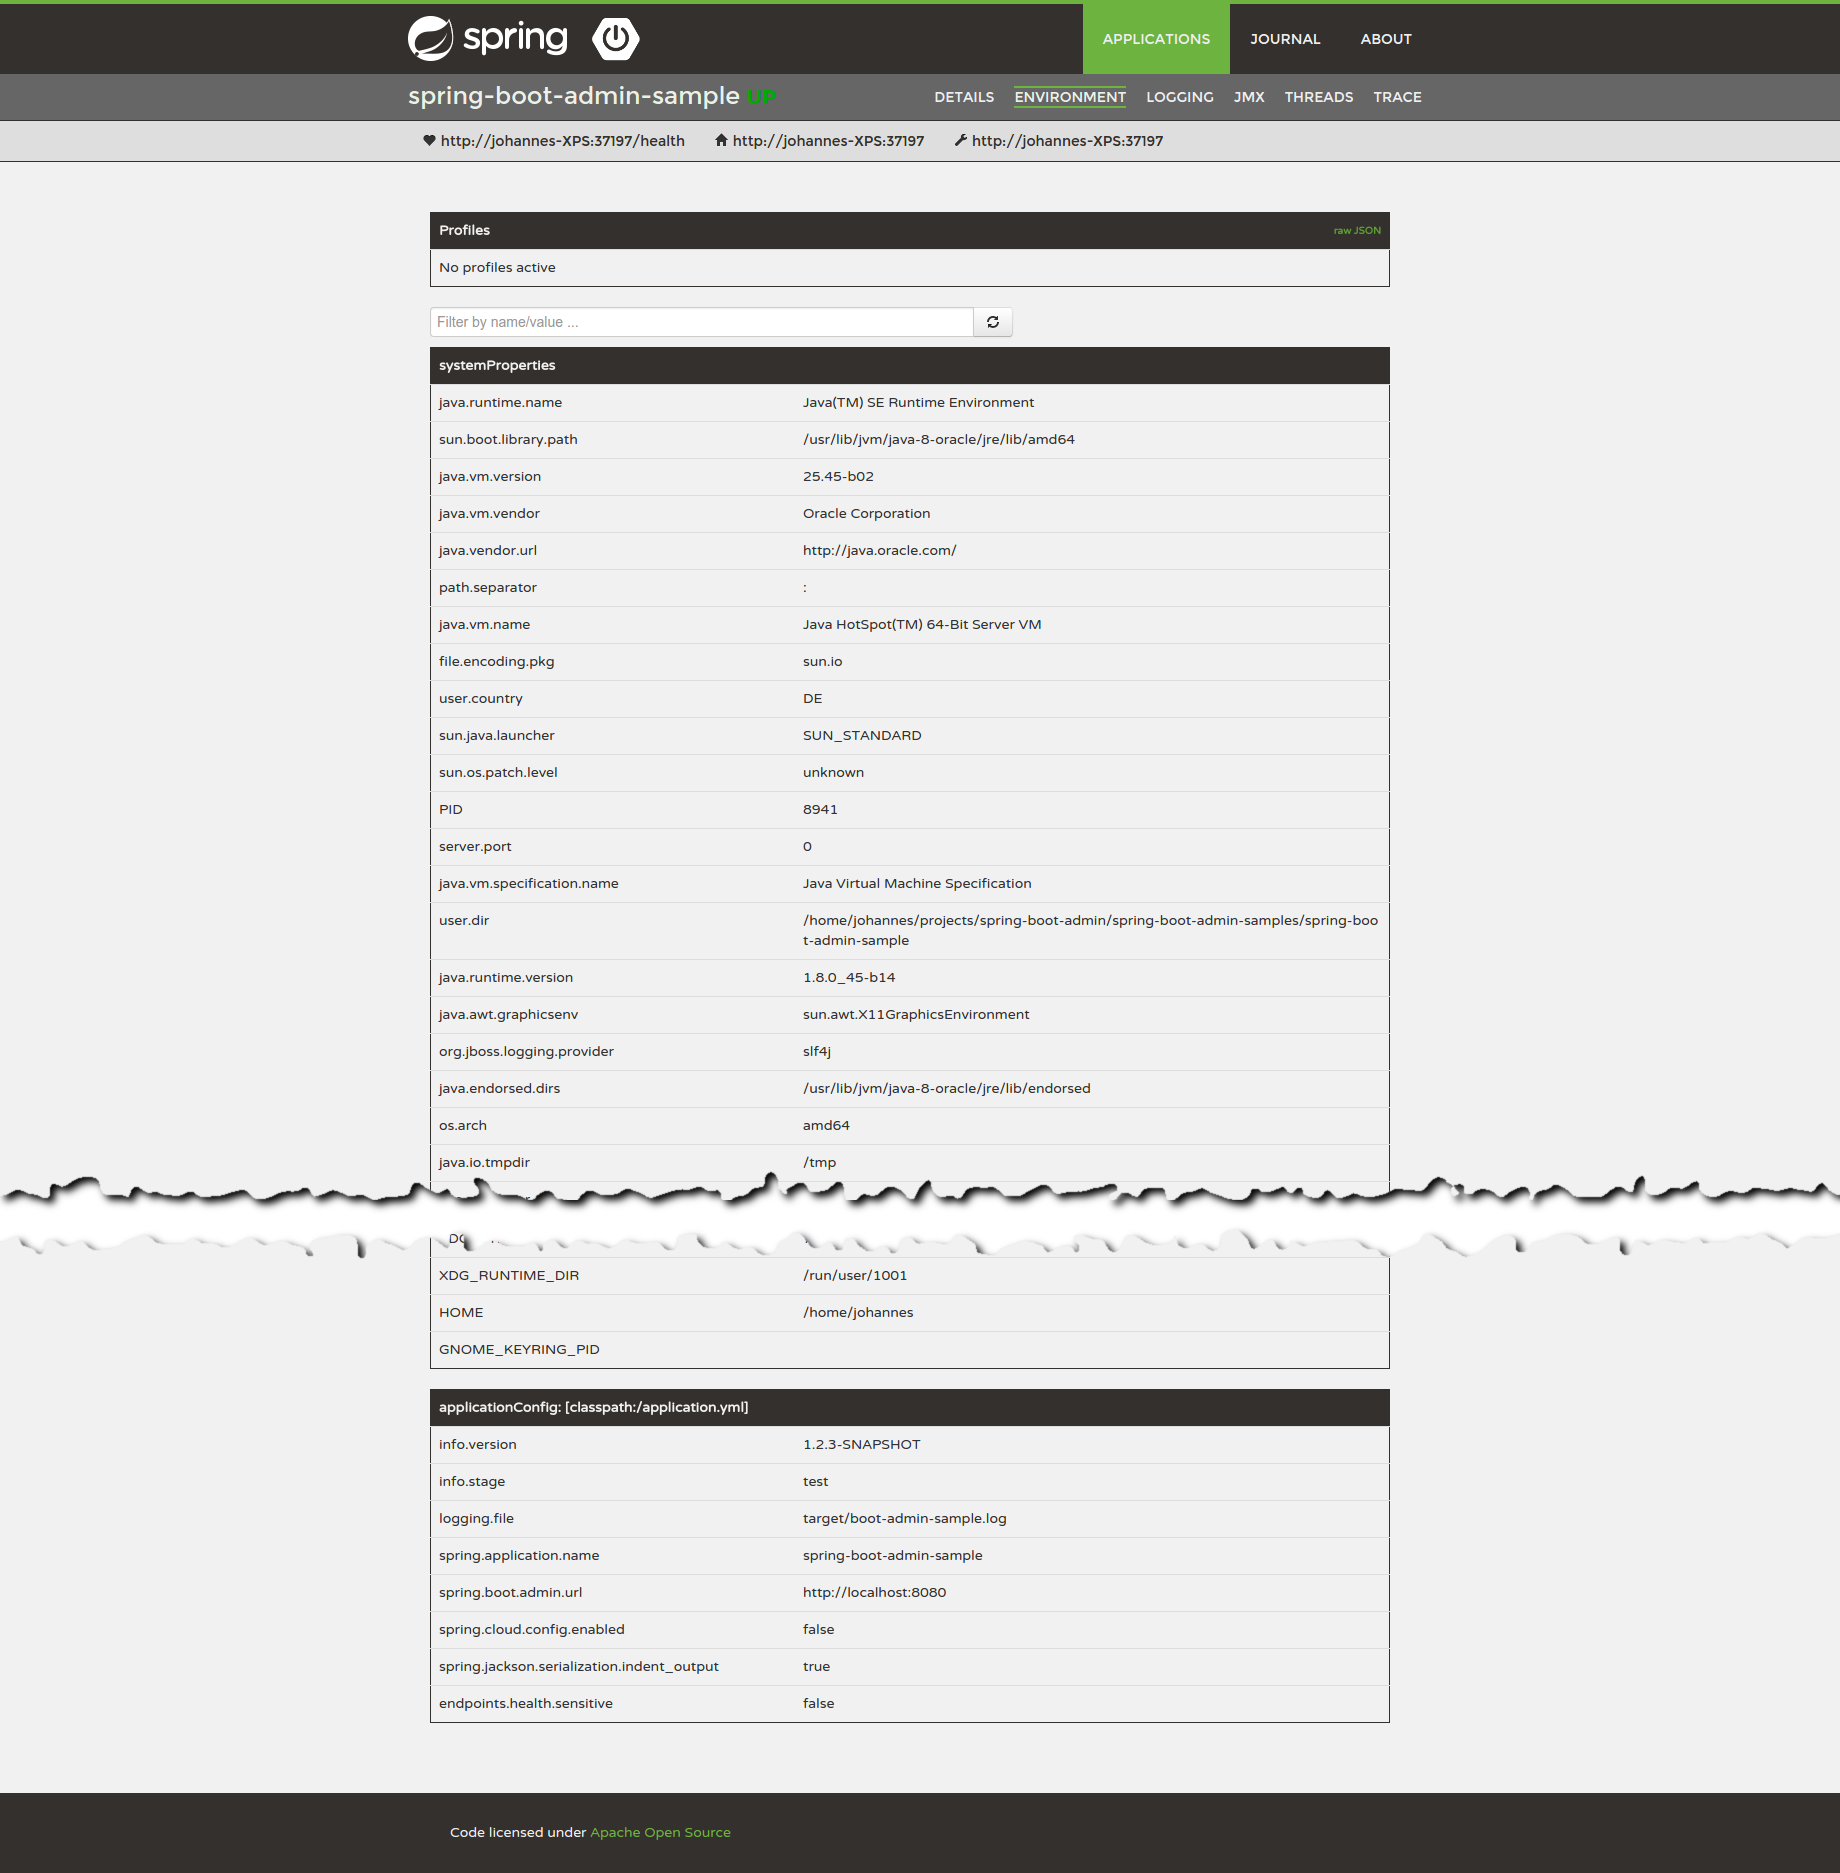 spring
APPLICATIONS JOURNAL ABOUT
spring-boot-admin-sample UP
DETAILS ENVIRONMENT LOGGING JMX THREADS TRACE
http://johannes-XPS:37197/health http://johannes-XPS:37197 http://johannes-XPS:37197
Profiles raw JSON
No profiles active
Filter by name/value ...
systemProperties
java.runtime.name Java(TM) SE Runtime Environment
sun.boot.library.path /usr/lib/jvm/java-8-oracle/jre/lib/amd64
java.vm.version 25.45-b02
java.vm.vendor Oracle Corporation
java.vendor.url http://java.oracle.com/
path.separator :
java.vm.name Java HotSpot(TM) 64-Bit Server VM
file.encoding.pkg sun.io
user.country DE
sun.java.launcher SUN_STANDARD
sun.os.patch.level unknown
PID 8941
server.port 0
java.vm.specification.name Java Virtual Machine Specification
user.dir /home/johannes/projects/spring-boot-admin/spring-boot-admin-samples/spring-boo
t-admin-sample
java.runtime.version 1.8.0_45-b14
java.awt.graphicsenv sun.awt.X11GraphicsEnvironment
org.jboss.logging.provider slf4j
java.endorsed.dirs /usr/lib/jvm/java-8-oracle/jre/lib/endorsed
os.arch amd64
java.io.tmpdir /tmp
XDG_RUNTIME_DIR /run/user/1001
HOME /home/johannes
GNOME_KEYRING_PID
applicationConfig: [classpath:/application.yml]
info.version 1.2.3-SNAPSHOT
info.stage test
logging.file target/boot-admin-sample.log
spring.application.name spring-boot-admin-sample
spring.boot.admin.url http://localhost:8080
spring.cloud.config.enabled false
spring.jackson.serialization.indent_output true
endpoints.health.sensitive false
Code licensed under Apache Open Source